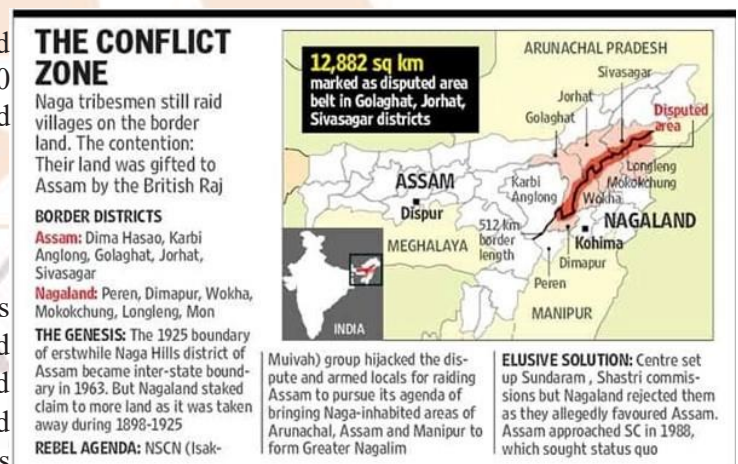 THE CONFLICT
ZONE
Naga tribesmen still raid
villages on the border
land. The contention:
Their land was gifted to
Assam by the British Raj
BORDER DISTRICTS
Assam: Dima Hasao, Karbi
Anglong, Golaghat, Jorhat,
Sivasagar
Nagaland: Peren, Dimapur, Wokha,
Mokokchung, Longleng, Mon
THE GENESIS: The 1925 boundary
of erstwhile Naga Hills district of
Assam became inter-state bound-
ary in 1963. But Nagaland staked
claim to more land as it was taken
away during 1898-1925
REBEL AGENDA: NSCN (Isak-
Muivah) group hijacked the dis-
pute and armed locals for raiding
Assam to pursue its agenda of
bringing Naga-inhabited areas of
Arunachal, Assam and Manipur to
form Greater Nagalim
ELUSIVE SOLUTION: Centre set
up Sundaram , Shastri commis-
sions but Nagaland rejected them
as they allegedly favoured Assam.
Assam approached SC in 1988,
which sought status quo
12,882 sq km
marked as disputed area
belt in Golaghat, Jorhat,
Sivasagar districts
ARUNACHAL PRADESH
Sivasagar
Jorhat
Golaghat
Disputed
area
Longleng
Mokokchung
Wokha
Karbi
Anglong
ASSAM
Dispur
NAGALAND
Kohima
512 km
border
length
MEGHALAYA
Dimapur
Peren
MANIPUR
INDIA